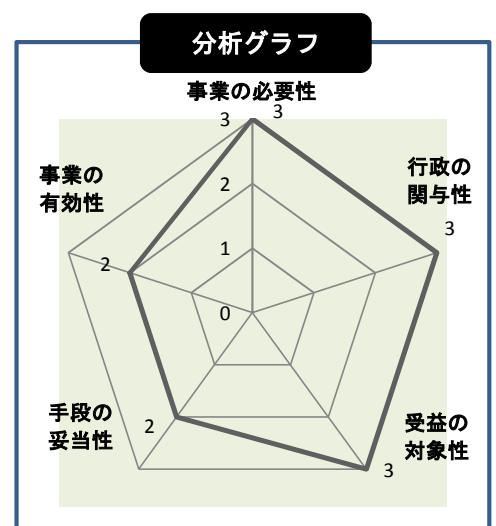 分析グラフ
事業の必要性
3
3
2
1
0
行政の
関与性
3
受益の
対象性
3
手段の
妥当性
2
事業の
有効性
2